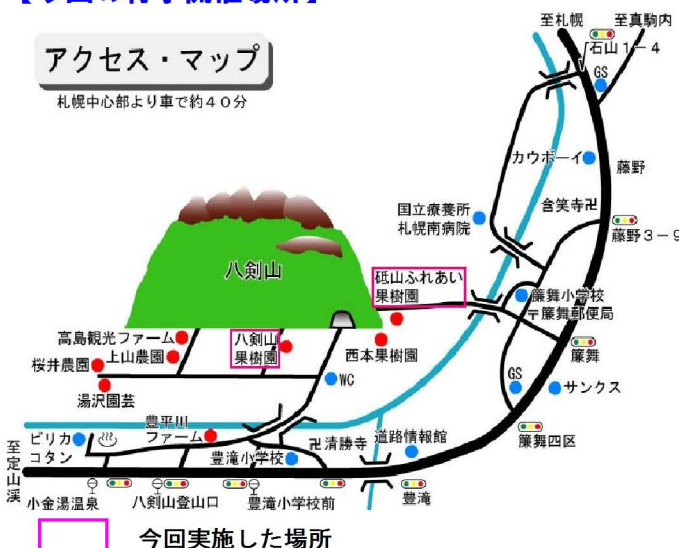 アクセス・マップ
札幌中心部より車で約40分
至札幌
至真駒内
石山1-4
GS
カウボーイ
藤野
国立療養所
札幌南病院
含笑寺卍
藤野3-9
八剣山
砥山ふれあい
果樹園
簾舞小学校
〒簾舞郵便局
高島観光ファーム
上山農園
八剣山
果樹園
西本果樹園
簾舞
桜井農園
WC
GS
サンクス
湯沢園芸
豊平川
ファーム
ピリカ
コタン
卍清勝寺
道路情報館
簾舞四区
豊滝小学校
至定山渓
小金湯温泉
八剣山登山口
豊滝小学校前
豊滝
今回実施した場所